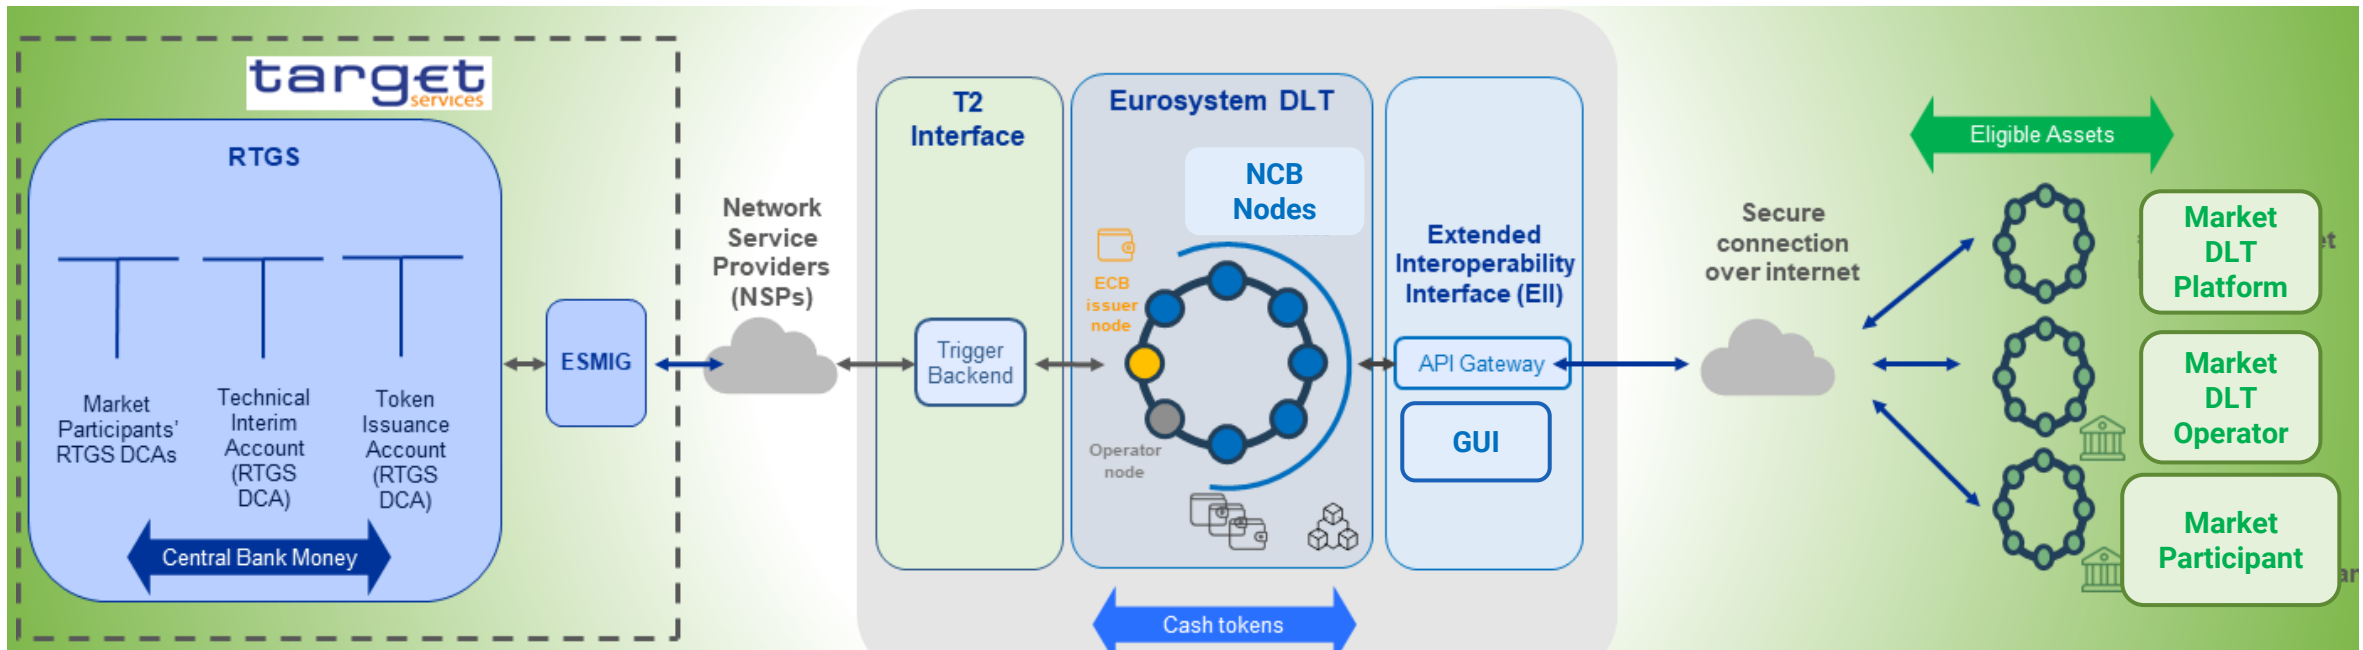 target
services
RTGS
Market
Participants'
RTGS DCAs
Technical
Interim
Account
(RTGS
DCA)
Token
Issuance
Account
(RTGS
DCA)
Central Bank Money
ESMIG
Network
Service
Providers
(NSPs)
T2
Interface
Trigger
Backend
Eurosystem DLT
NCB
Nodes
ECB
issuer
node
Operator
node
Cash tokens
Extended
Interoperability
Interface (EII)
API Gateway
GUI
Secure
connection
over internet
Eligible Assets
Market
DLT
Platform
Market
DLT
Operator
Market
Participant